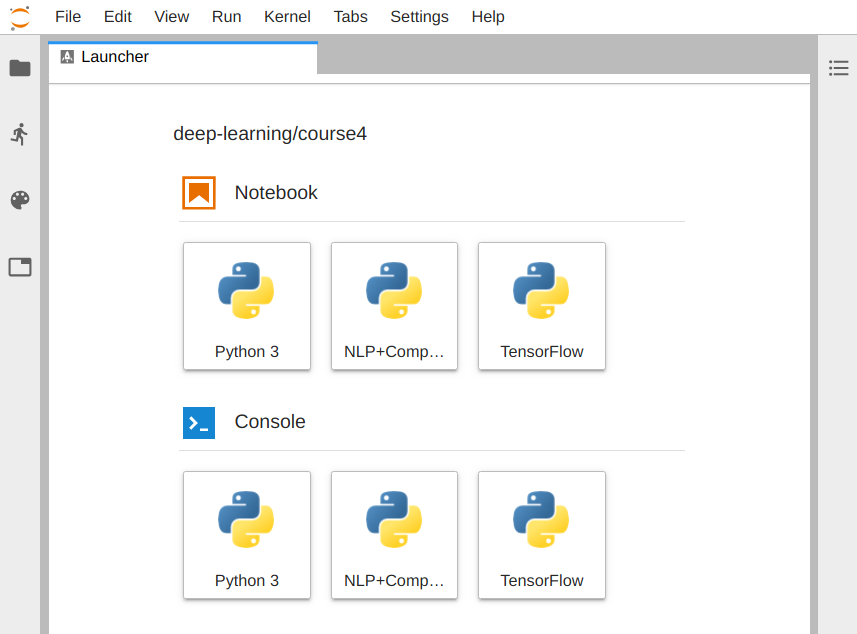 File Edit View Run Kernel Tabs Settings Help
Launcher
deep-learning/course4
Notebook
Python 3 NLP+Comp… TensorFlow
Console
Python 3 NLP+Comp… TensorFlow